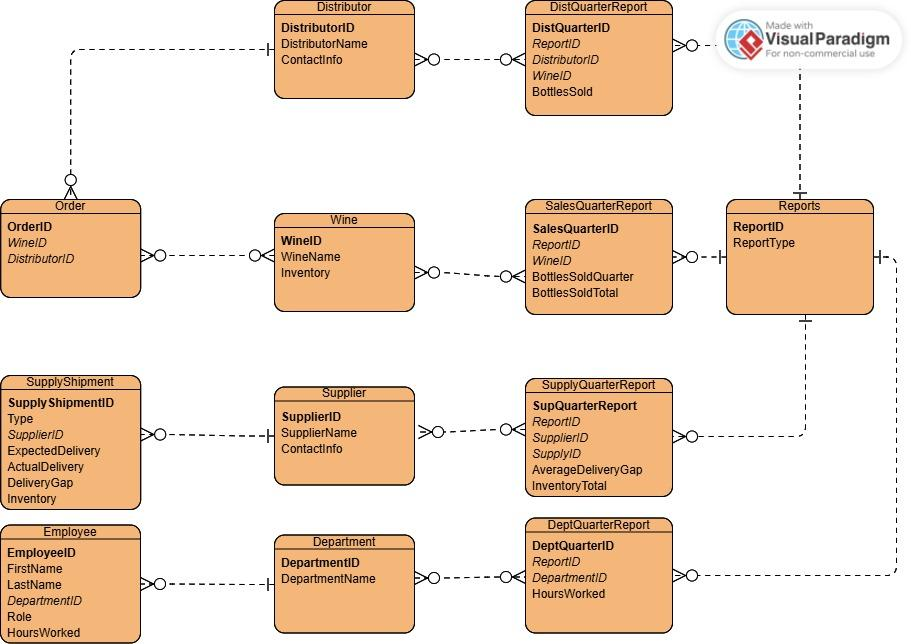 Distributor
DistributorID
DistributorName
ContactInfo
DistQuarterReport
DistQuarterID
ReportID
DistributorID
WineID
BottlesSold
Made with
VisualParadigm
For non-commercial use
Order
OrderID
WineID
DistributorID
Wine
WineID
WineName
Inventory
SalesQuarterReport
SalesQuarterID
ReportID
WineID
BottlesSoldQuarter
BottlesSoldTotal
Reports
ReportID
ReportType
SupplyShipment
SupplyShipmentID
Type
SupplierID
ExpectedDelivery
ActualDelivery
DeliveryGap
Inventory
Supplier
SupplierID
SupplierName
ContactInfo
SupplyQuarterReport
SupQuarterReport
ReportID
SupplierID
SupplyID
AverageDeliveryGap
InventoryTotal
Employee
EmployeeID
FirstName
LastName
DepartmentID
Role
HoursWorked
Department
DepartmentID
DepartmentName
DeptQuarterReport
DeptQuarterID
ReportID
DepartmentID
HoursWorked